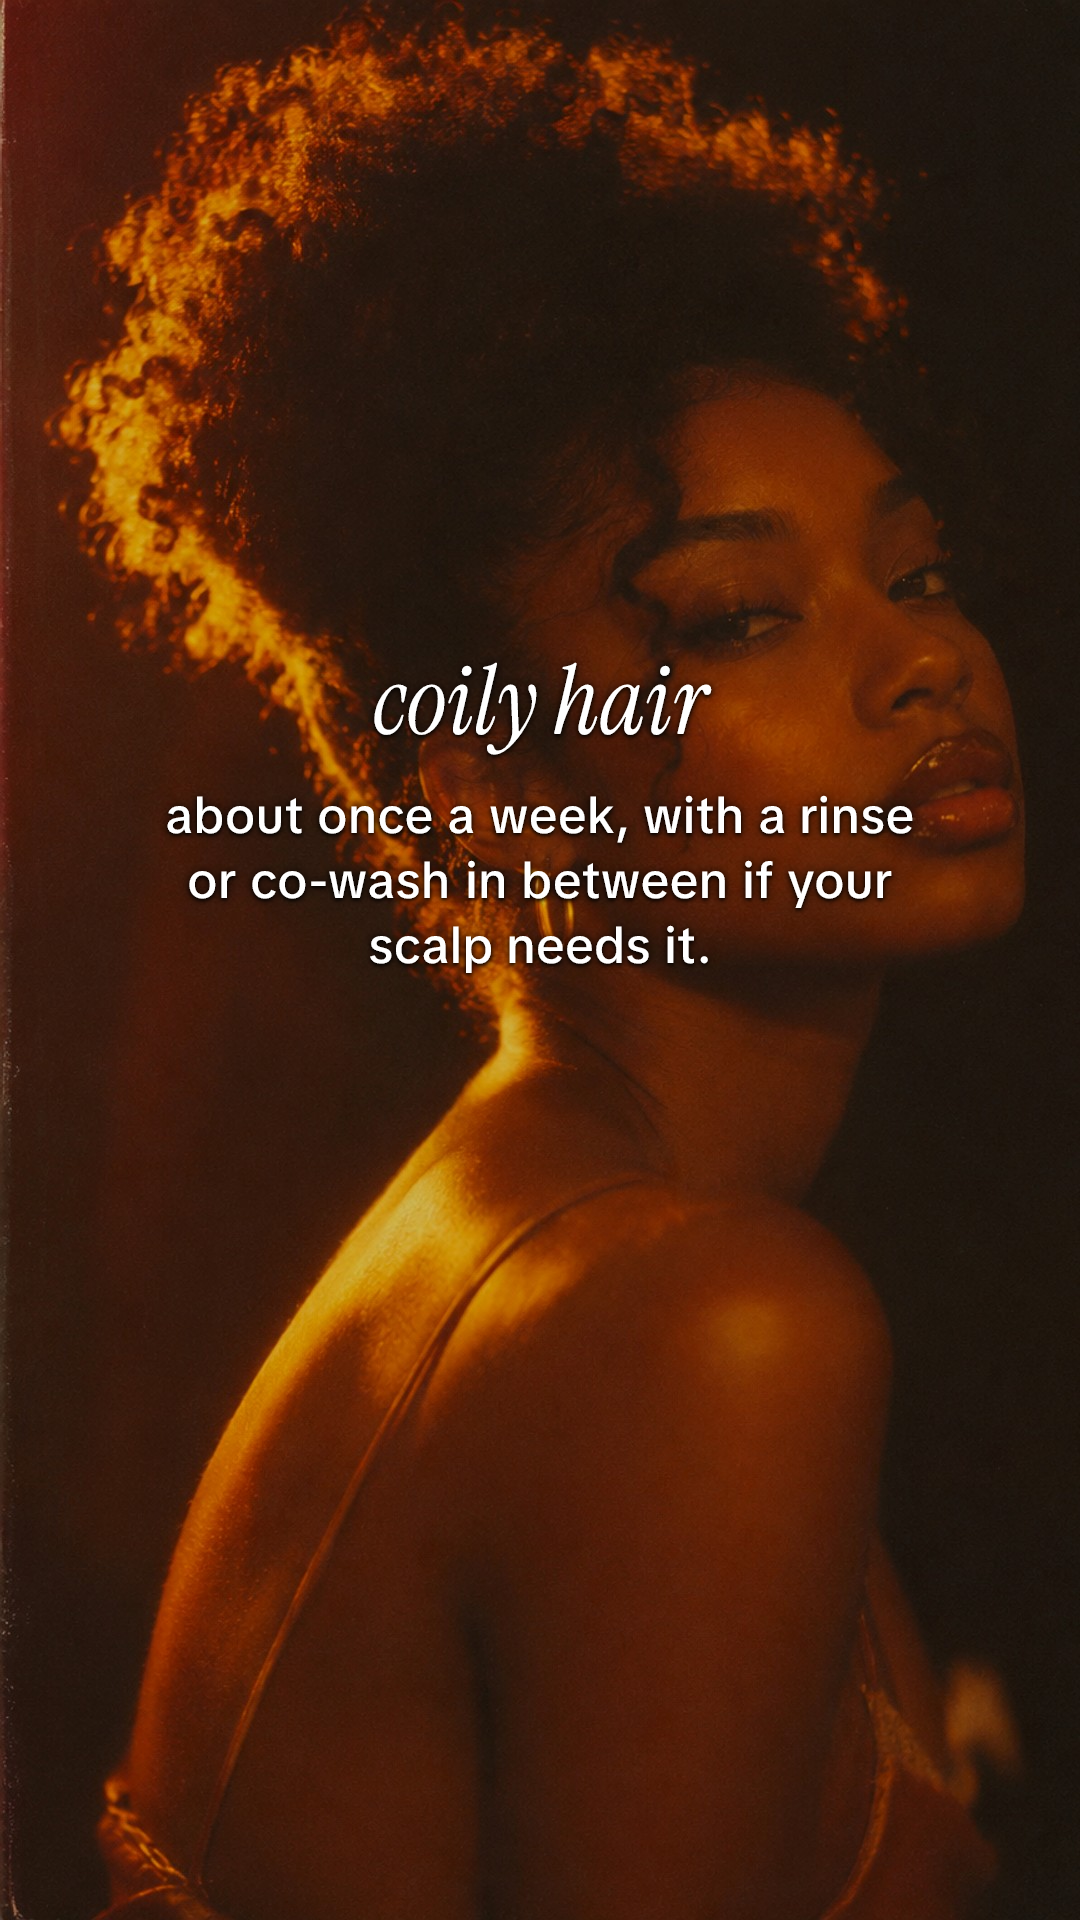 coily hair
about once a week, with a rinse
or co-wash in between if your
scalp needs it.